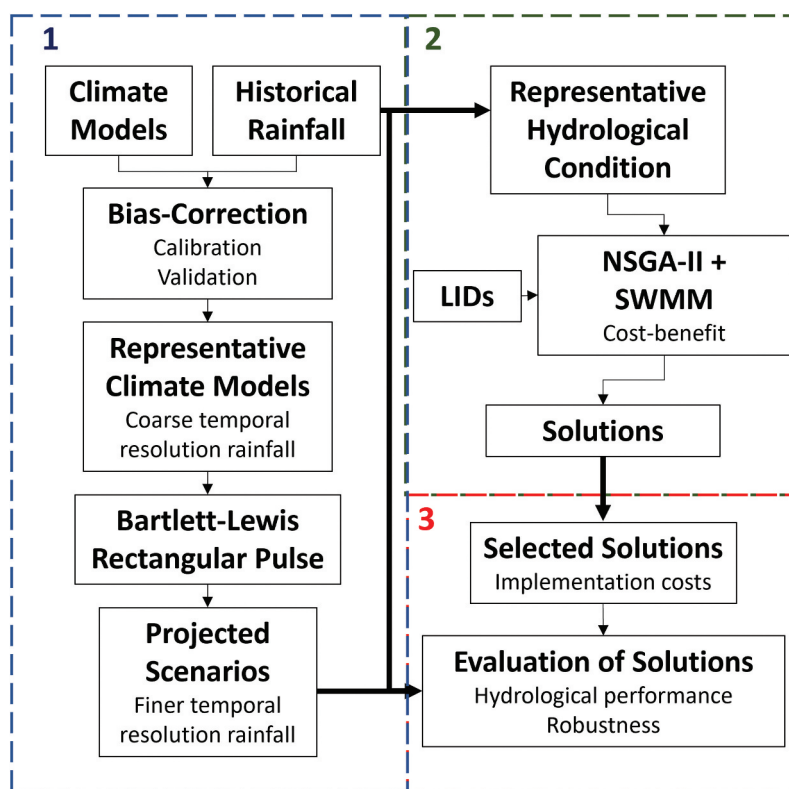 1
Climate
Models
Historical
Rainfall
Bias-Correction
Calibration
Validation
Representative
Climate Models
Coarse temporal
resolution rainfall
Bartlett-Lewis
Rectangular Pulse
Projected
Scenarios
Finer temporal
resolution rainfall
2
Representative
Hydrological
Condition
LIDs
NSGA-II +
SWMM
Cost-benefit
Solutions
3
Selected Solutions
Implementation costs
Evaluation of Solutions
Hydrological performance
Robustness